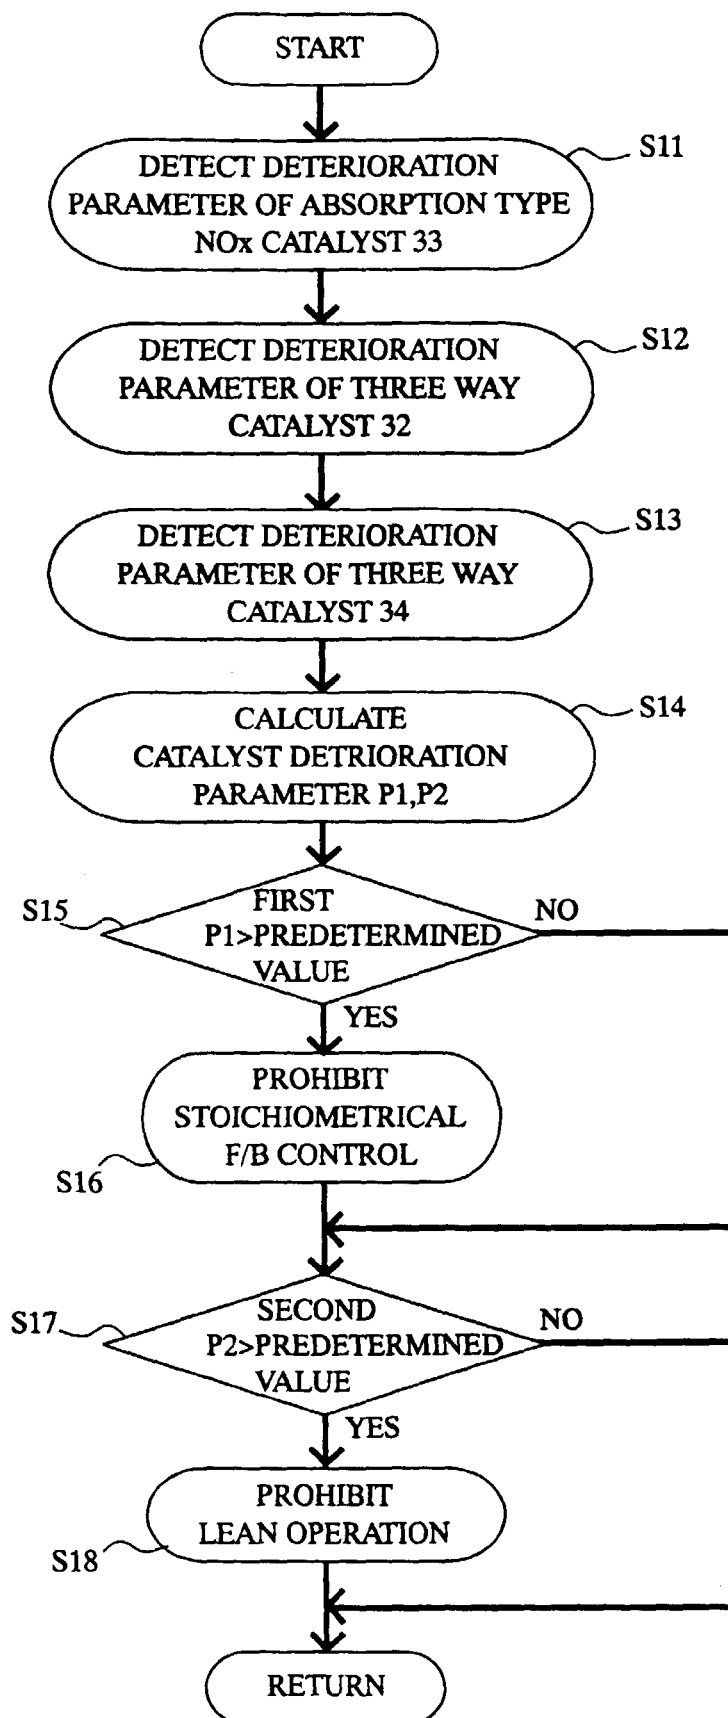 START
S11
DETECT DETERIORATION
PARAMETER OF ABSORPTION TYPE
NOx CATALYST 33
S12
DETECT DETERIORATION
PARAMETER OF THREE WAY
CATALYST 32
S13
DETECT DETERIORATION
PARAMETER OF THREE WAY
CATALYST 34
S14
CALCULATE
CATALYST DETRIORATION
PARAMETER P1,P2
S15
FIRST
P1>PREDETERMINED
VALUE
NO
YES
PROHIBIT
STOICHIOMETRICAL
F/B CONTROL
S16
S17
SECOND
P2>PREDETERMINED
VALUE
NO
YES
PROHIBIT
LEAN OPERATION
S18
RETURN